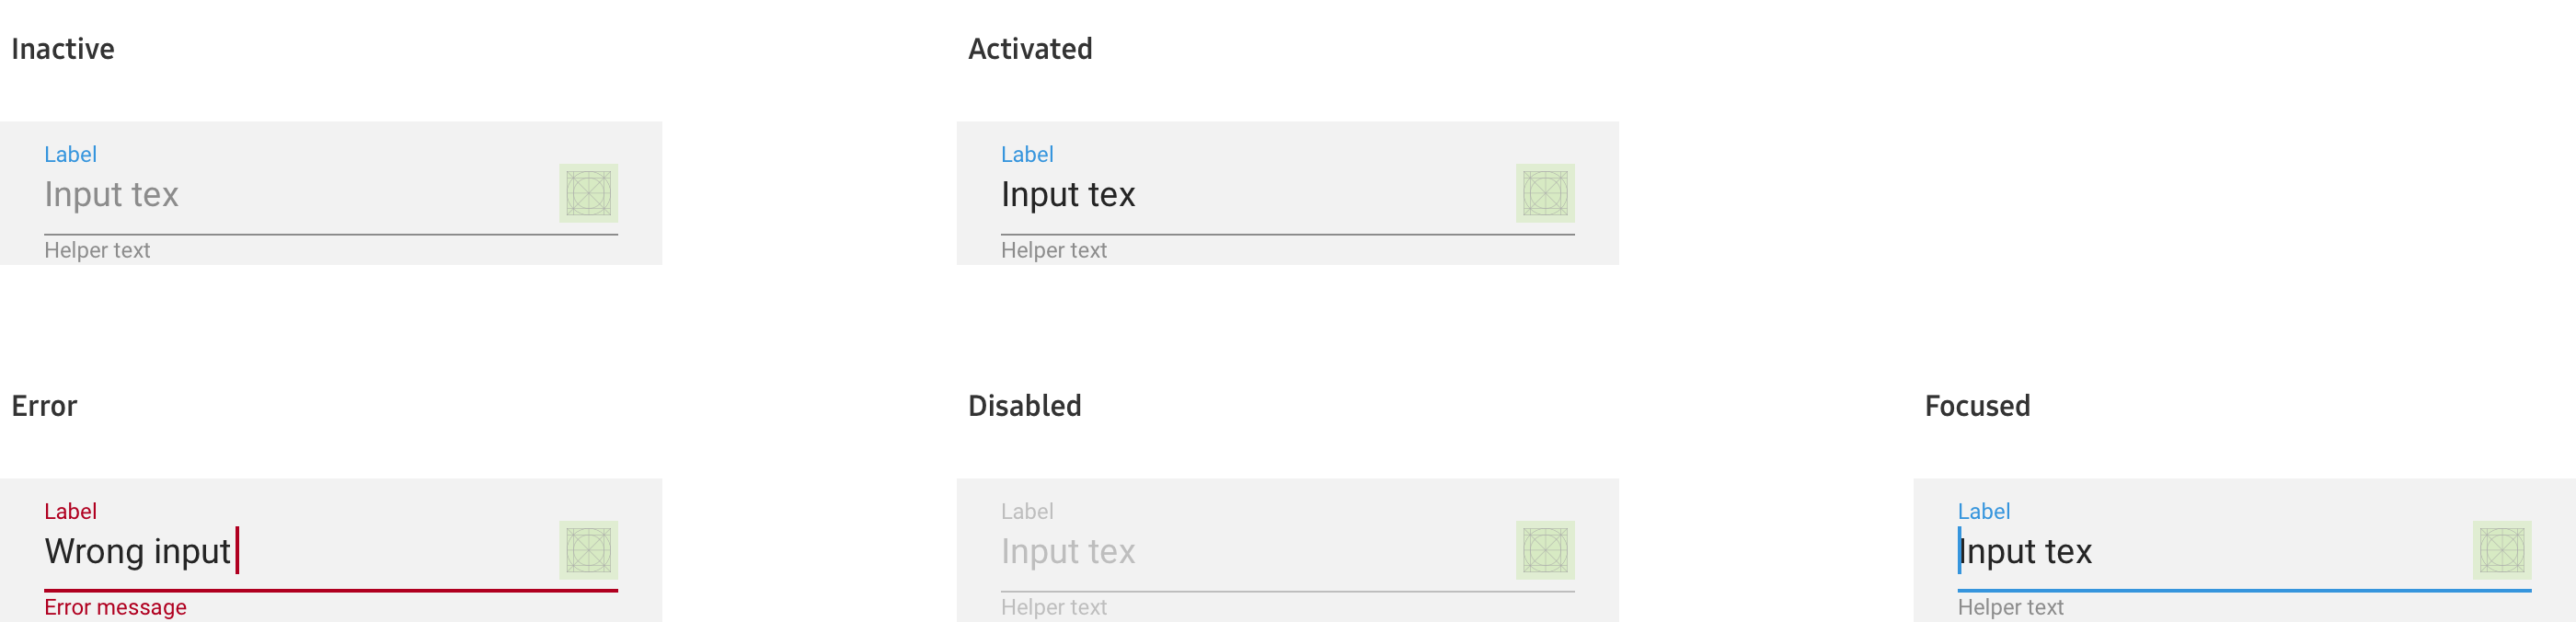 Inactive
Activated
Label
Input tex
Helper text
Label
Input tex
Helper text
Error
Disabled
Focused
Label
Wrong input
Error message
Label
Input tex
Helper text
Label
Input tex
Helper text